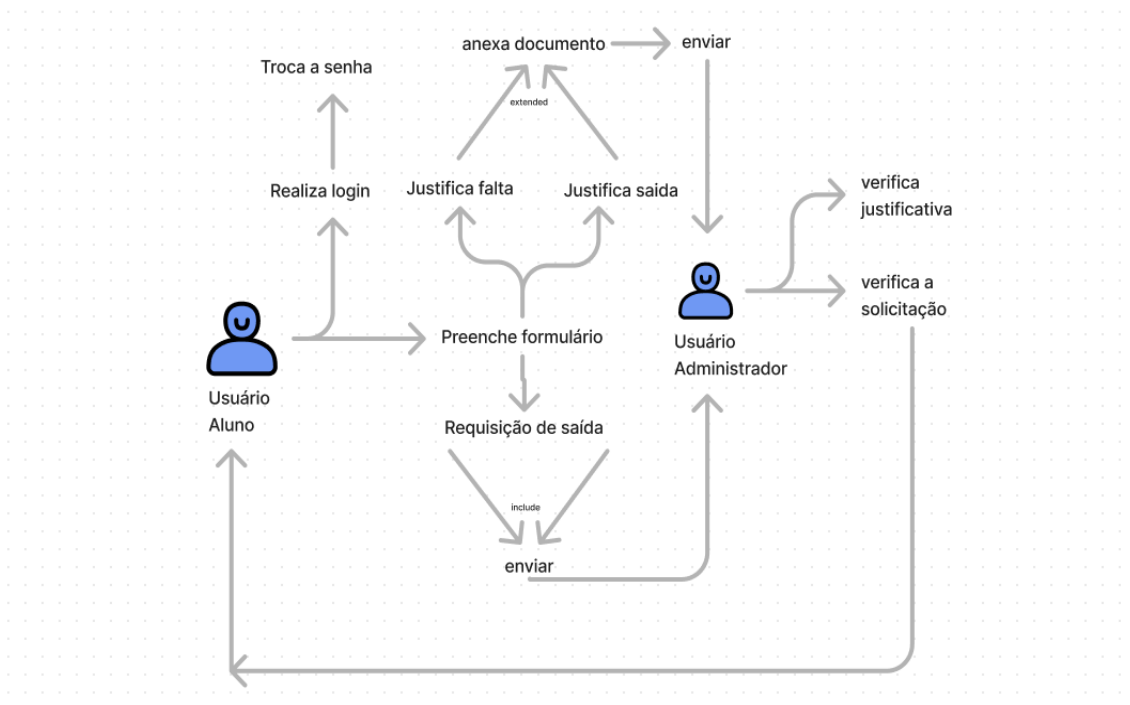 anexa documento
enviar
Troca a senha
extended
Realiza login
Justifica falta
Justifica saida
verifica
justificativa
verifica a
solicitação
Preenche formulário
Usuário
Administrador
Usuário
Aluno
Requisição de saída
include
enviar